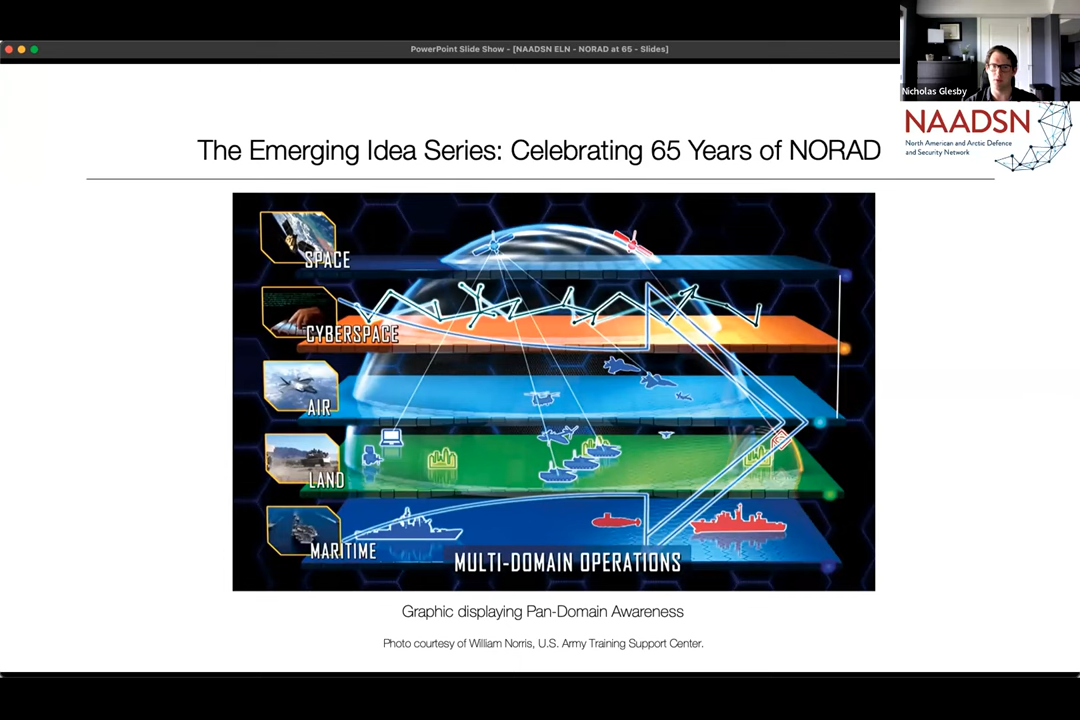 PowerPoint Slide Show - [NAADSN ELN - NORAD at 65 - Slides]
Nicholas Glesby
NAADSN
North American and Arctic Defence
and Security Network
The Emerging Idea Series: Celebrating 65 Years of NORAD
SPACE
CYBERSPACE
AIR
LAND
MARITIME
MULTI-DOMAIN OPERATIONS
Graphic displaying Pan-Domain Awareness
Photo courtesy of William Norris, U.S. Army Training Support Center.